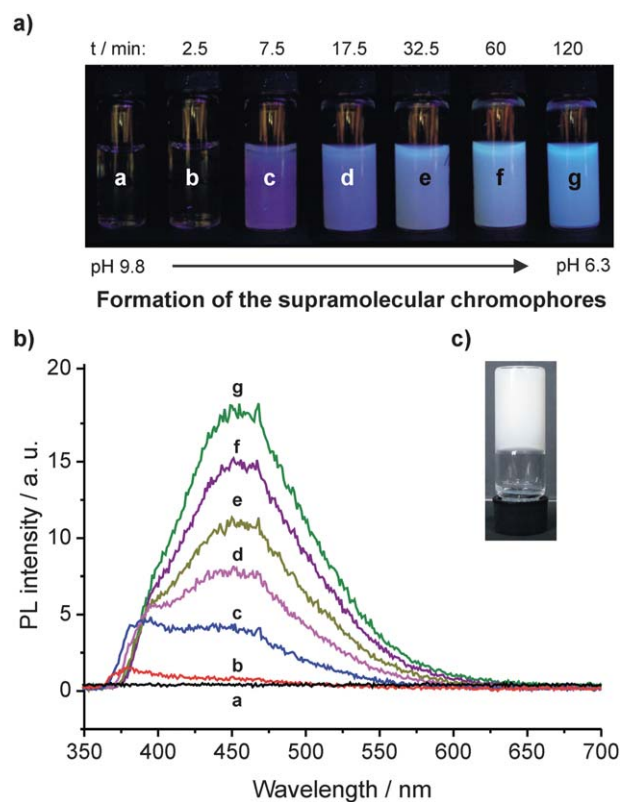 a)
t / min: 2.5 7.5 17.5 32.5 60 120
a b c d e f g
pH 9.8 pH 6.3
Formation of the supramolecular chromophores
b)
c)
20
15
10
5
0
PL intensity / a. u.
g
f
e
d
c
b
a
350 400 450 500 550 600 650 700
Wavelength / nm